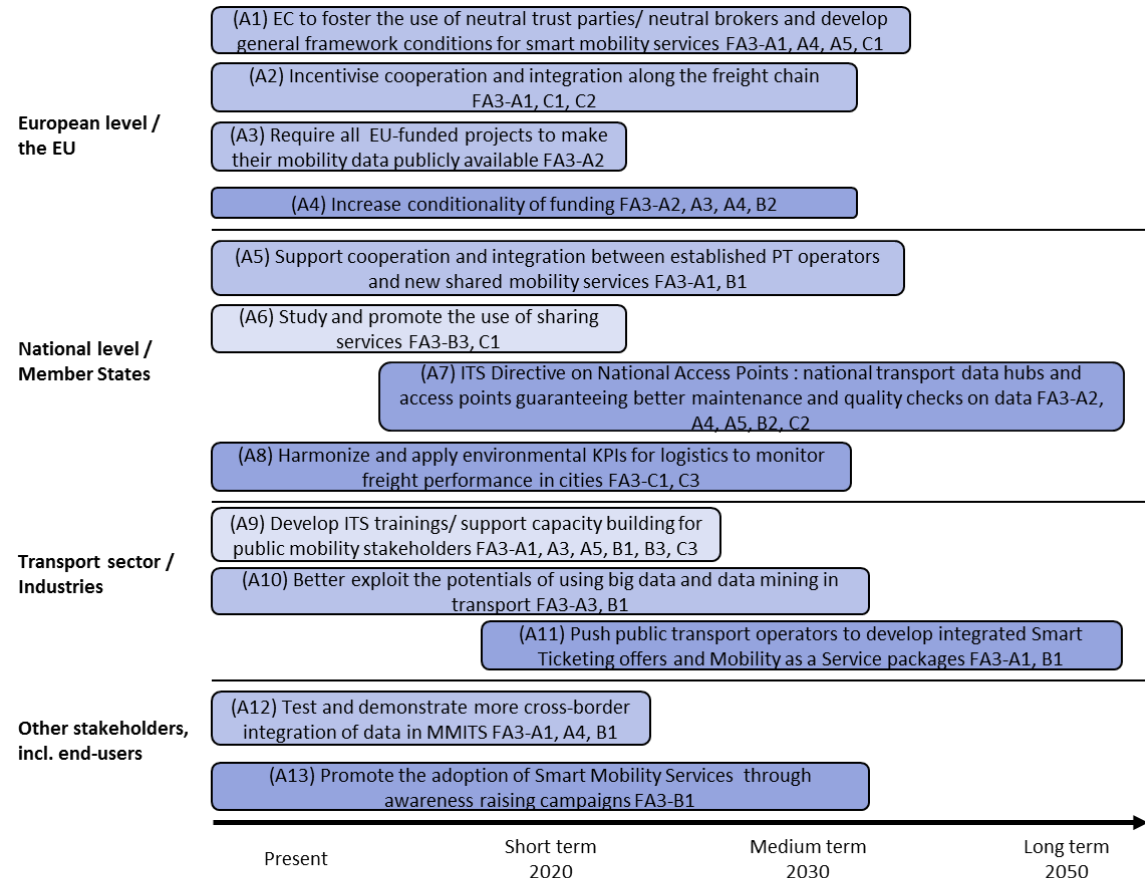 European level /
the EU
(A1) EC to foster the use of neutral trust parties/ neutral brokers and develop
general framework conditions for smart mobility services FA3-A1, A4, A5, C1
(A2) Incentivise cooperation and integration along the freight chain
FA3-A1, C1, C2
(A3) Require all EU-funded projects to make
their mobility data publicly available FA3-A2
(A4) Increase conditionality of funding FA3-A2, A3, A4, B2
National level /
Member States
(A5) Support cooperation and integration between established PT operators
and new shared mobility services FA3-A1, B1
(A6) Study and promote the use of sharing
services FA3-B3, C1
(A7) ITS Directive on National Access Points : national transport data hubs and
access points guaranteeing better maintenance and quality checks on data FA3-A2,
A4, A5, B2, C2
(A8) Harmonize and apply environmental KPIs for logistics to monitor
freight performance in cities FA3-C1, C3
Transport sector /
Industries
(A9) Develop ITS trainings/ support capacity building for
public mobility stakeholders FA3-A1, A3, A5, B1, B3, C3
(A10) Better exploit the potentials of using big data and data mining in
transport FA3-A3, B1
(A11) Push public transport operators to develop integrated Smart
Ticketing offers and Mobility as a Service packages FA3-A1, B1
Other stakeholders,
incl. end-users
(A12) Test and demonstrate more cross-border
integration of data in MMITS FA3-A1, A4, B1
(A13) Promote the adoption of Smart Mobility Services through
awareness raising campaigns FA3-B1
Present
Short term
2020
Medium term
2030
Long term
2050